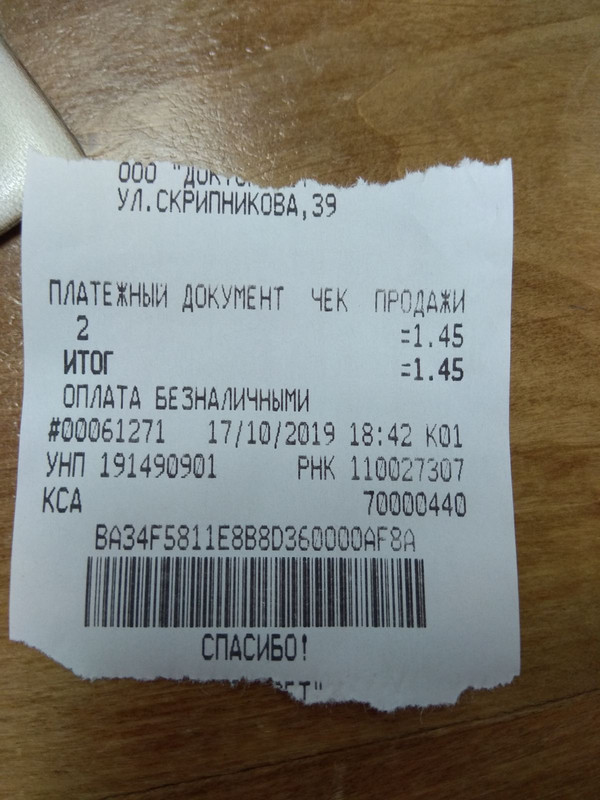 ООО
УЛ.СКРИПНИКОВА,39
ПЛАТЕЖНЫЙ ДОКУМЕНТ ЧЕК ПРОДАЖИ
2 =1.45
ИТОГ =1.45
ОПЛАТА БЕЗНАЛИЧНЫМИ
#00061271 17/10/2019 18:42 К01
УНП 191490901 РНК 110027307
КСА 70000440
BA34F5811E8B8D360000AF8A
СПАСИБО!